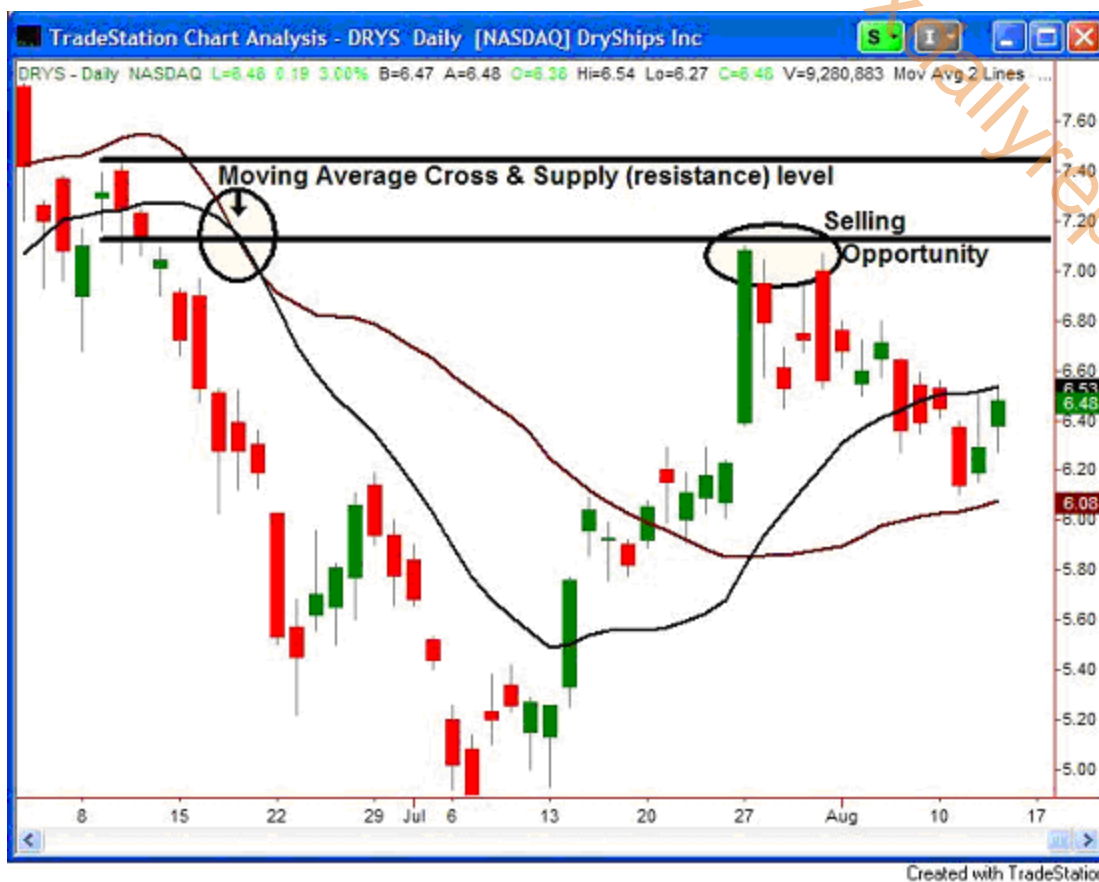 TradeStation Chart Analysis - DRYS Daily [NASDAQ] DryShips Inc
S
I
DRYS - Daily NASDAQ L=6.48 0.19 3.00% B=6.47 A=6.48 O=6.38 Hi=6.54 Lo=6.27 C=6.48 V=9,280,883 Mov Avg 2 Lines ...
7.60
7.40
Moving Average Cross & Supply (resistance) level
7.20
Selling
Opportunity
7.00
6.80
6.60
6.53
6.48
6.40
6.20
6.08
6.00
5.80
5.60
5.40
5.20
5.00
8 15 22 29 Jul 6 13 20 27 Aug 10 17
Created with TradeStation